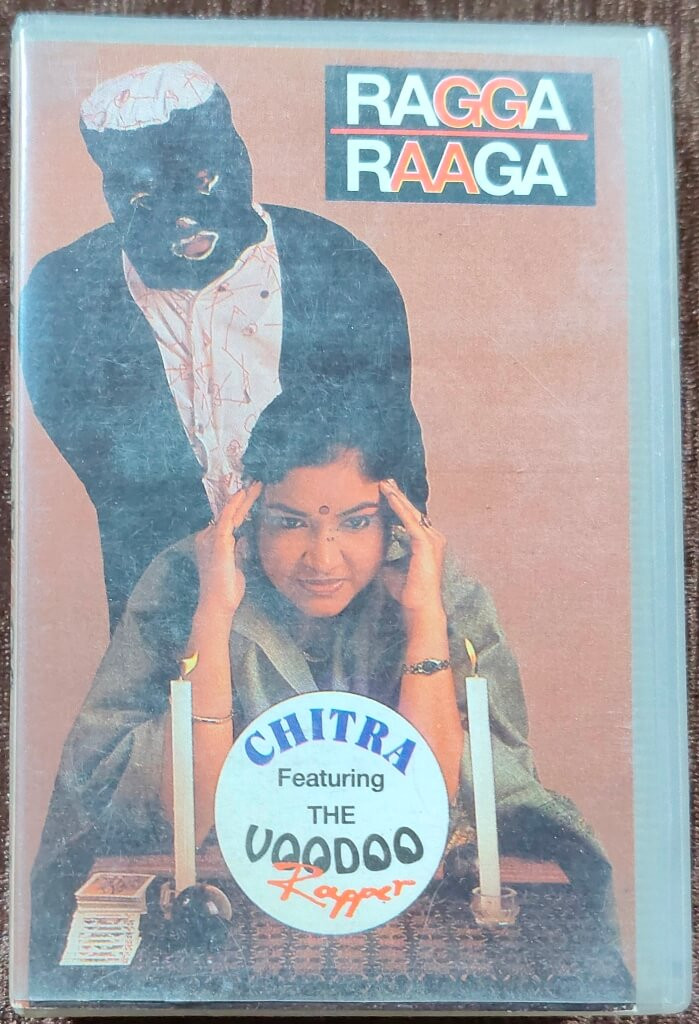 RAGGA
RAAGA
CHITRA
Featuring
THE
VOODOO
Rapper